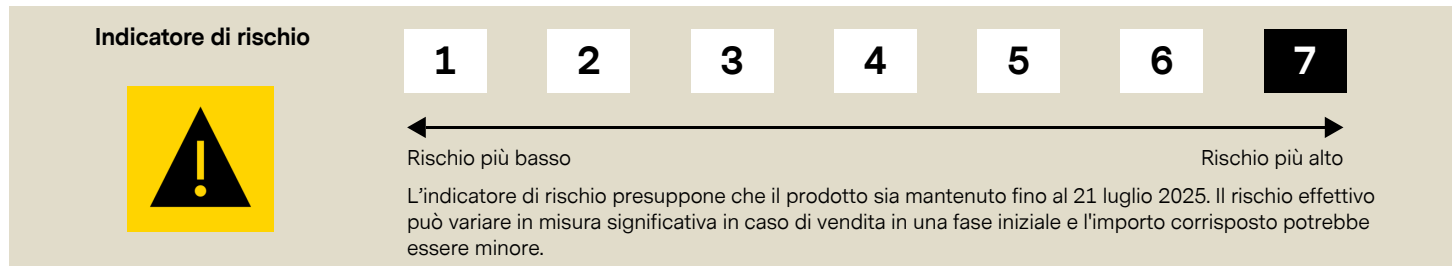 Indicatore di rischio
1 2 3 4 5 6 7
Rischio più basso
Rischio più alto
L’indicatore di rischio presuppone che il prodotto sia mantenuto fino al 21 luglio 2025. Il rischio effettivo
può variare in misura significativa in caso di vendita in una fase iniziale e l'importo corrisposto potrebbe
essere minore.